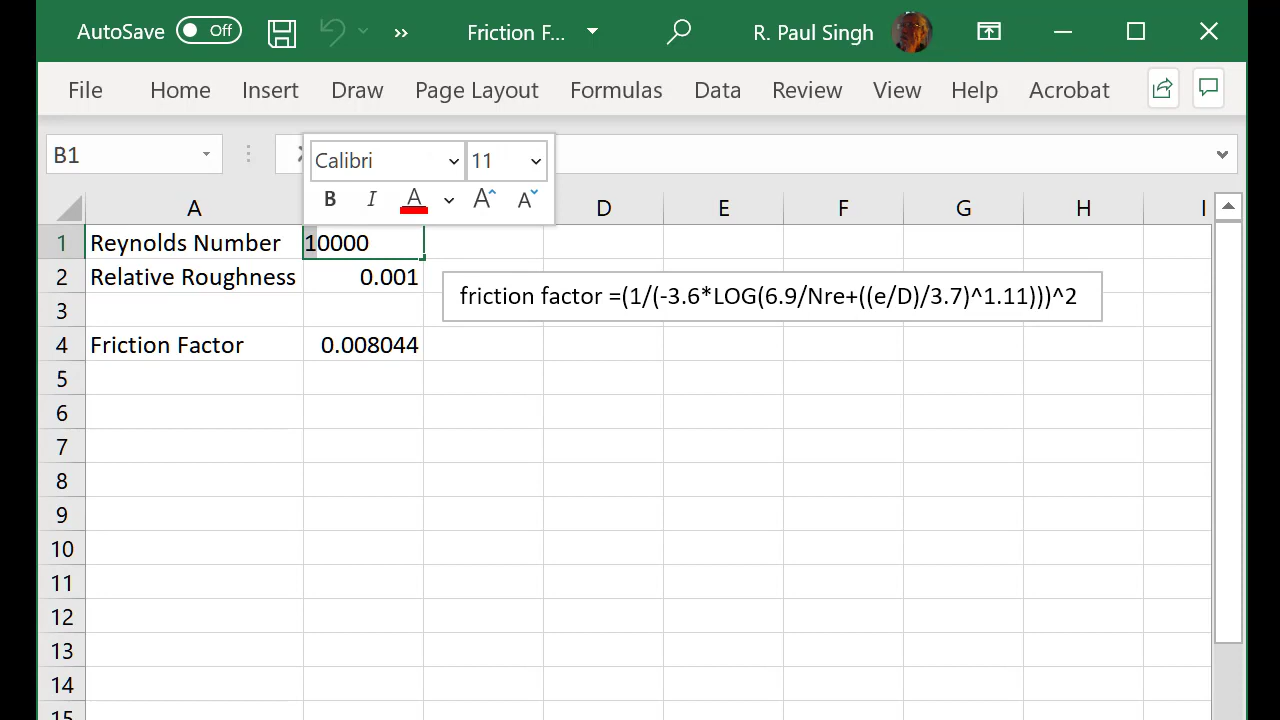 AutoSave Off Friction F... R. Paul Singh
File Home Insert Draw Page Layout Formulas Data Review View Help Acrobat
B1
Calibri 11
B I A A A
A D E F G H I
1 Reynolds Number 10000
2 Relative Roughness 0.001
friction factor =(1/(-3.6*LOG(6.9/Nre+((e/D)/3.7)^1.11)))^2
3
4 Friction Factor 0.008044
5
6
7
8
9
10
11
12
13
14
15